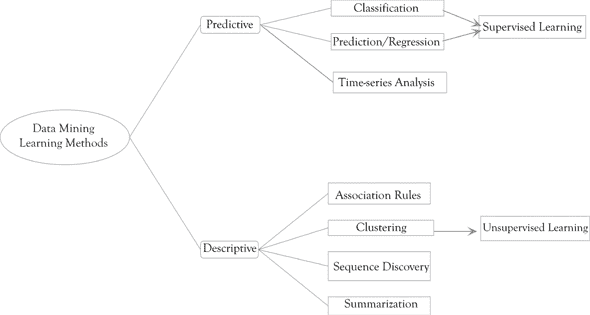 Classification
Predictive
Supervised Learning
Prediction/Regression
Time-series Analysis
Data Mining
Learning Methods
Association Rules
Clustering
Unsupervised Learning
Descriptive
Sequence Discovery
Summarization